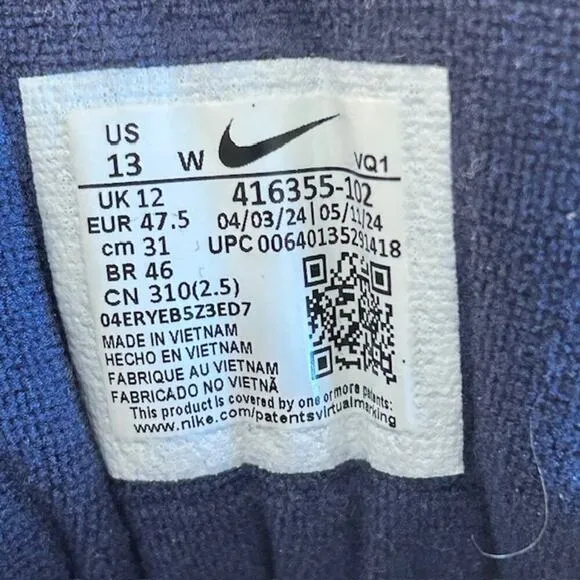 US
13 W VQ1
UK 12 416355-102
EUR 47.5 04/03/24|05/11/24
cm 31 UPC 00640135291418
BR 46
CN 310(2.5)
04ERYEB5Z3ED7
MADE IN VIETNAM
HECHO EN VIETNAM
FABRIQUE AU VIETNAM
FABRICADO NO VIETNÃ
This product is covered by one or more patents:
www.nike.com/patentsvirtualmarking